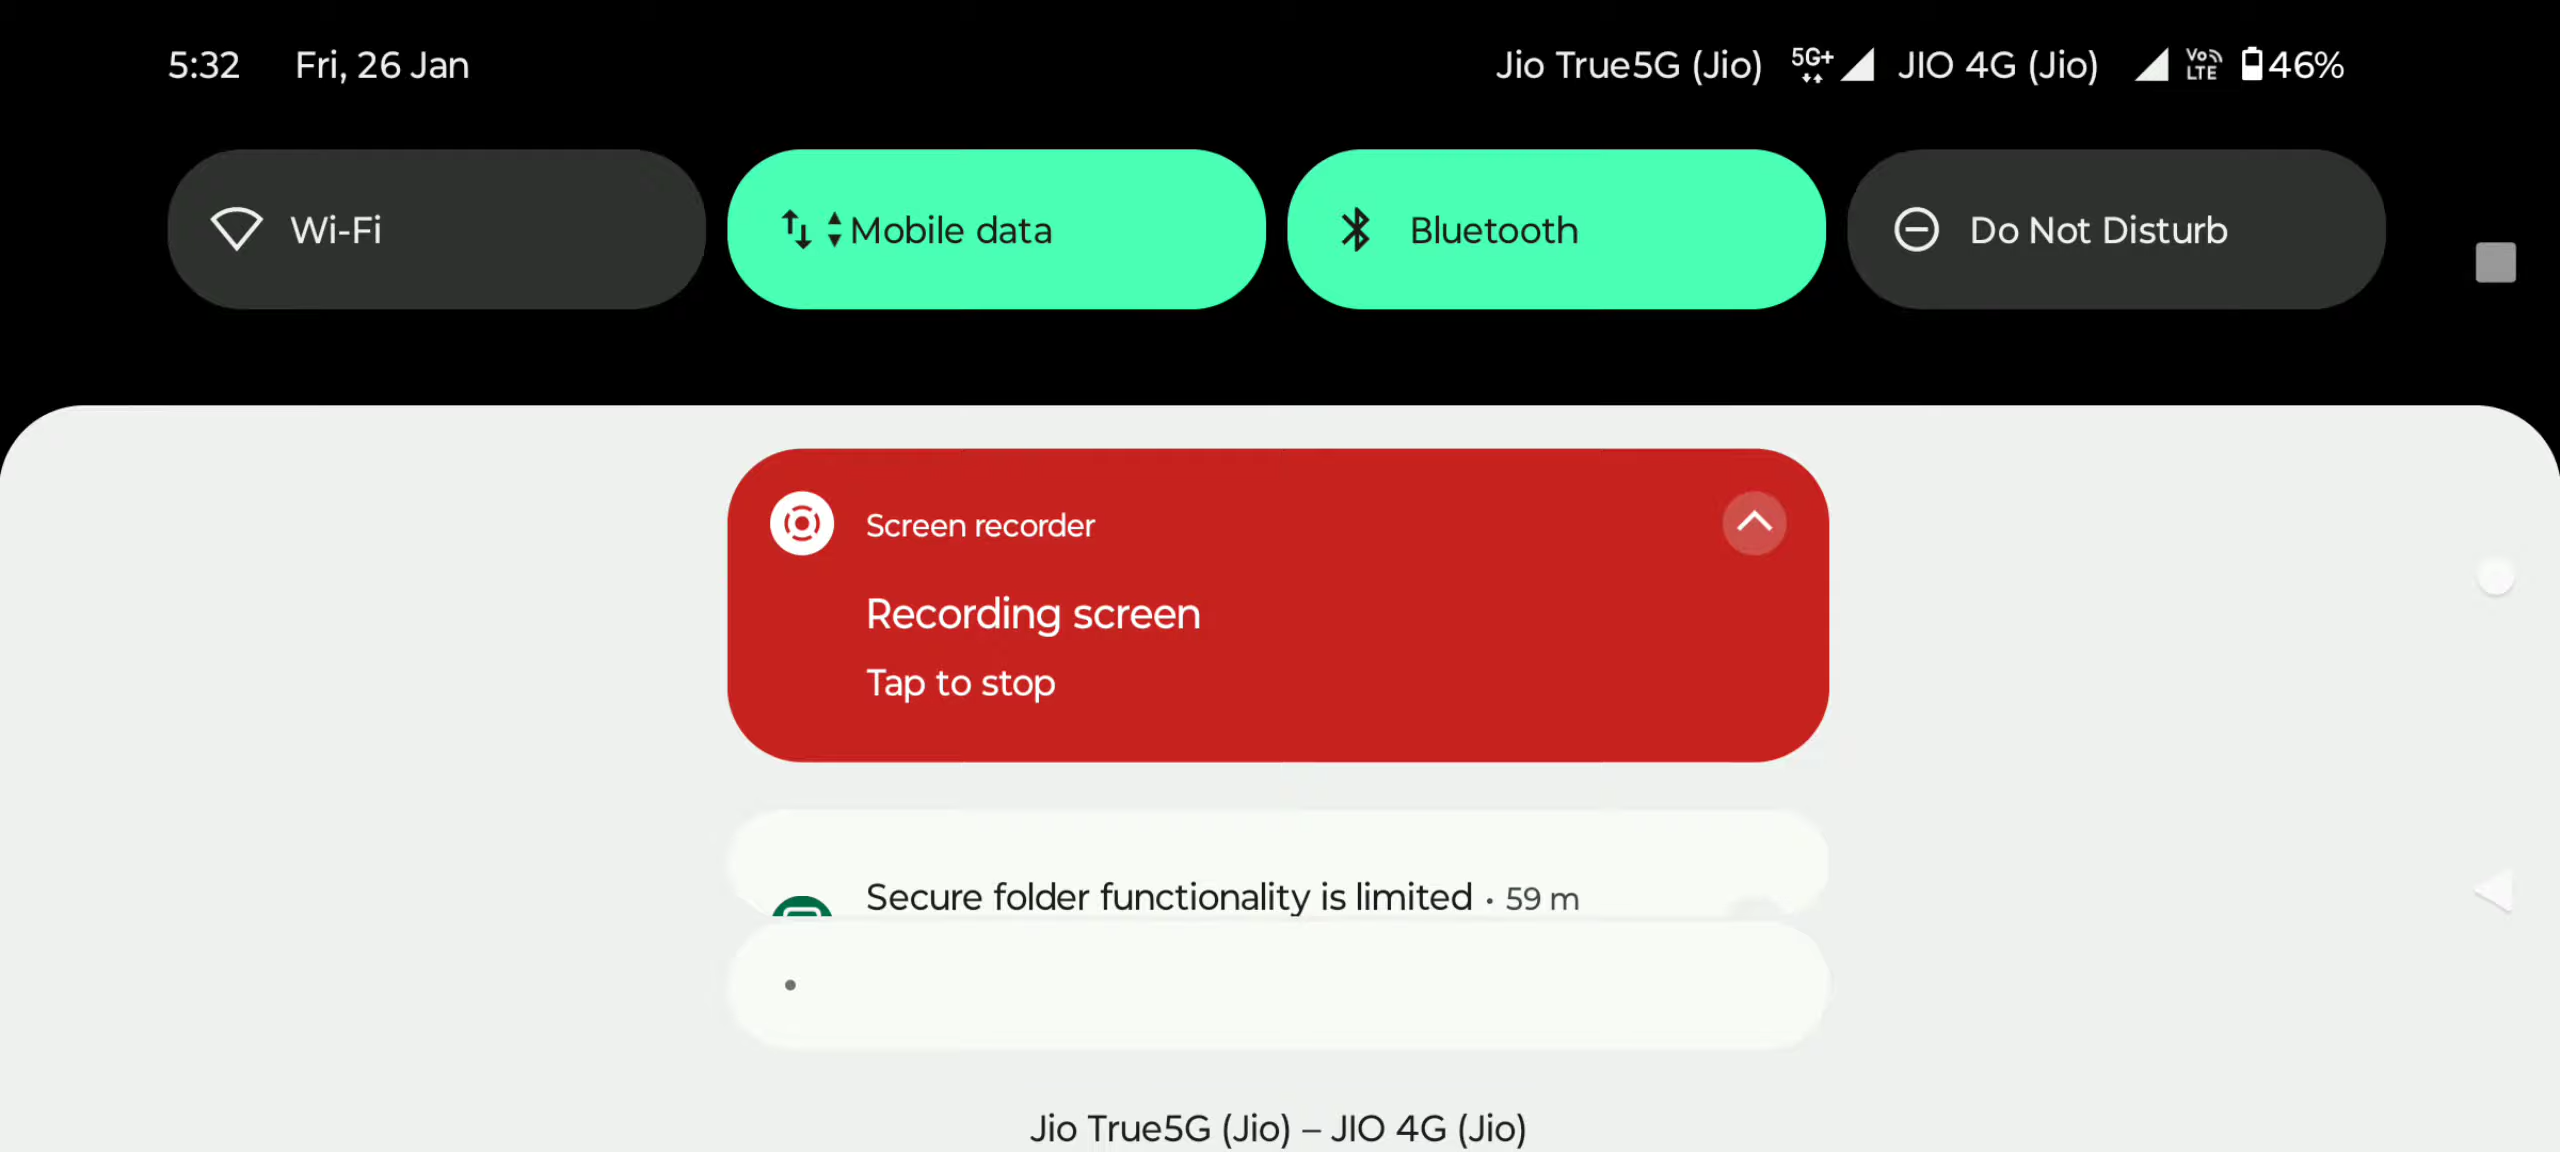 5:32 Fri, 26 Jan Jio True5G (Jio) 5G+ JIO 4G (Jio) Vo LTE 46%
Wi-Fi Mobile data Bluetooth Do Not Disturb
Screen recorder
Recording screen
Tap to stop
Secure folder functionality is limited • 59 m
Jio True5G (Jio) – JIO 4G (Jio)